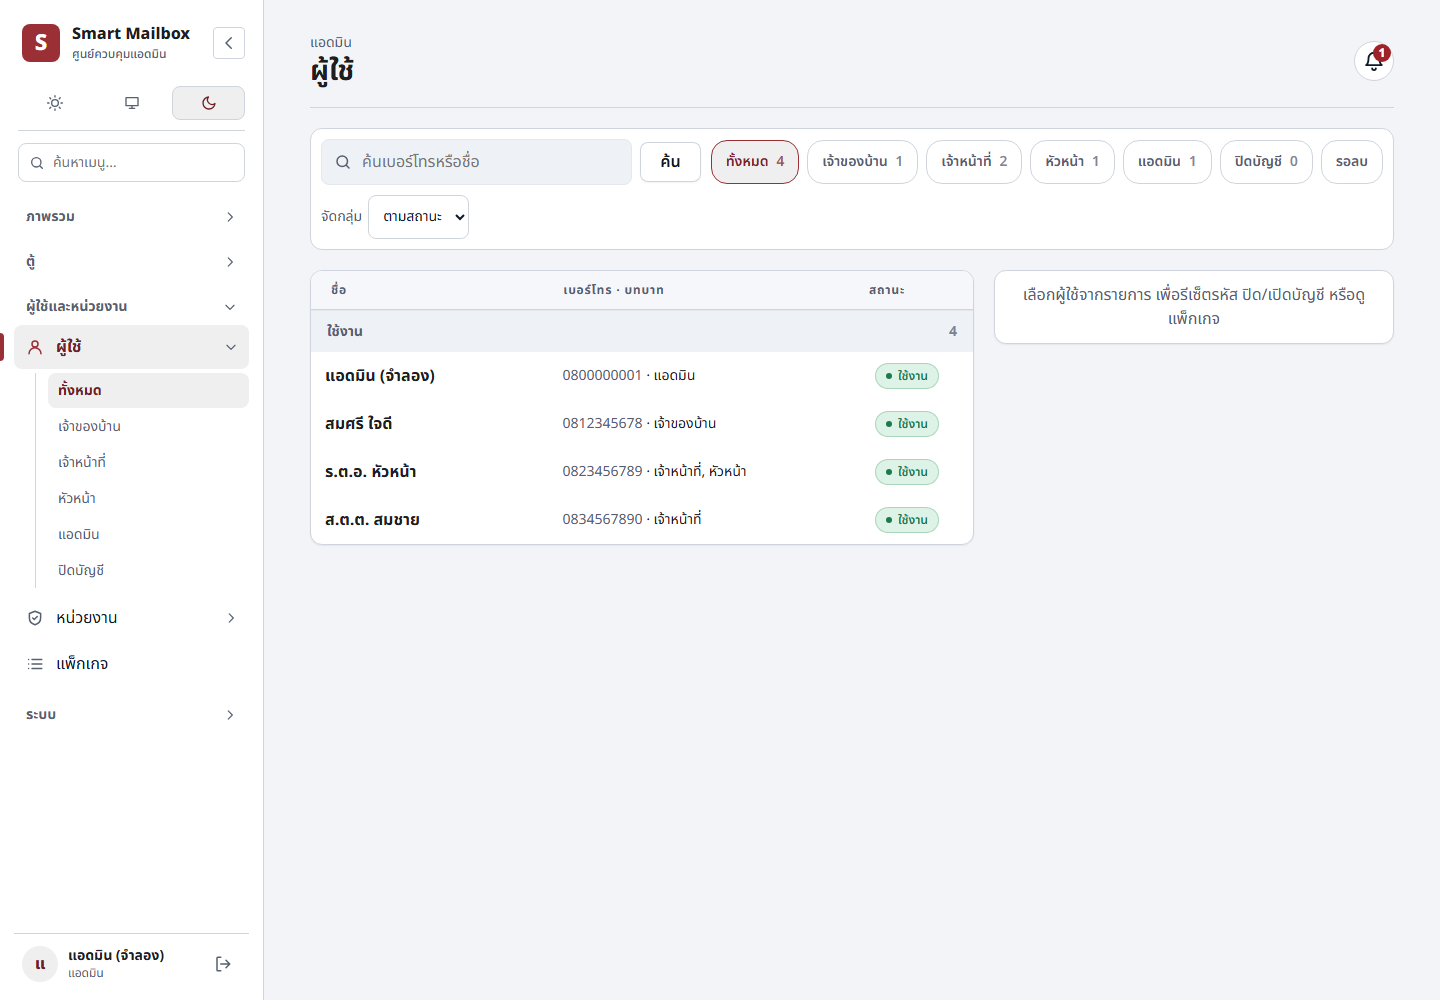 S
Smart Mailbox
ศูนย์ควบคุมแอดมิน
ค้นหาเมนู...
ภาพรวม
ตู้
ผู้ใช้และหน่วยงาน
ผู้ใช้
ทั้งหมด
เจ้าของบ้าน
เจ้าหน้าที่
หัวหน้า
แอดมิน
ปิดบัญชี
หน่วยงาน
แพ็กเกจ
ระบบ
แ
แอดมิน (จำลอง)
แอดมิน
แอดมิน
ผู้ใช้
1
ค้นเบอร์โทรหรือชื่อ
ค้น
ทั้งหมด 4
เจ้าของบ้าน 1
เจ้าหน้าที่ 2
หัวหน้า 1
แอดมิน 1
ปิดบัญชี 0
รอลบ
จัดกลุ่ม ตามสถานะ
ชื่อ เบอร์โทร · บทบาท สถานะ
ใช้งาน 4
แอดมิน (จำลอง) 0800000001 · แอดมิน ใช้งาน
สมศรี ใจดี 0812345678 · เจ้าของบ้าน ใช้งาน
ร.ต.อ. หัวหน้า 0823456789 · เจ้าหน้าที่, หัวหน้า ใช้งาน
ส.ต.ต. สมชาย 0834567890 · เจ้าหน้าที่ ใช้งาน
เลือกผู้ใช้จากรายการ เพื่อรีเซ็ตรหัส ปิด/เปิดบัญชี หรือดู
แพ็กเกจ